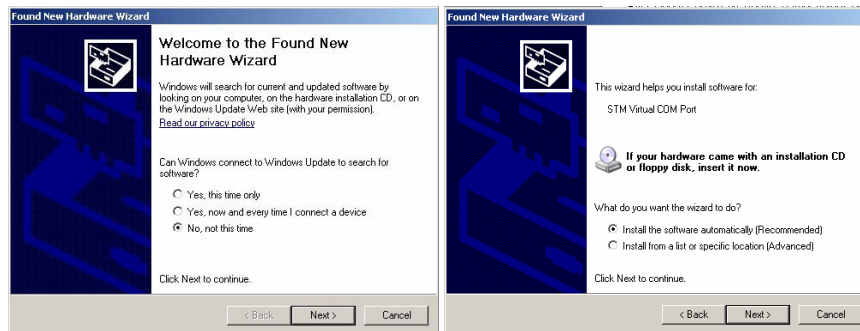 Found New Hardware Wizard
Welcome to the Found New
Hardware Wizard
Windows will search for current and updated software by
looking on your computer, on the hardware installation CD, or on
the Windows Update Web site (with your permission).
Read our privacy policy
Can Windows connect to Windows Update to search for
software?
Yes, this time only
Yes, now and every time I connect a device
No, not this time
Click Next to continue.
< Back
Next >
Cancel
Found New Hardware Wizard
This wizard helps you install software for:
STM Virtual COM Port
If your hardware came with an installation CD
or floppy disk, insert it now.
What do you want the wizard to do?
Install the software automatically (Recommended)
Install from a list or specific location (Advanced)
Click Next to continue.
< Back
Next >
Cancel